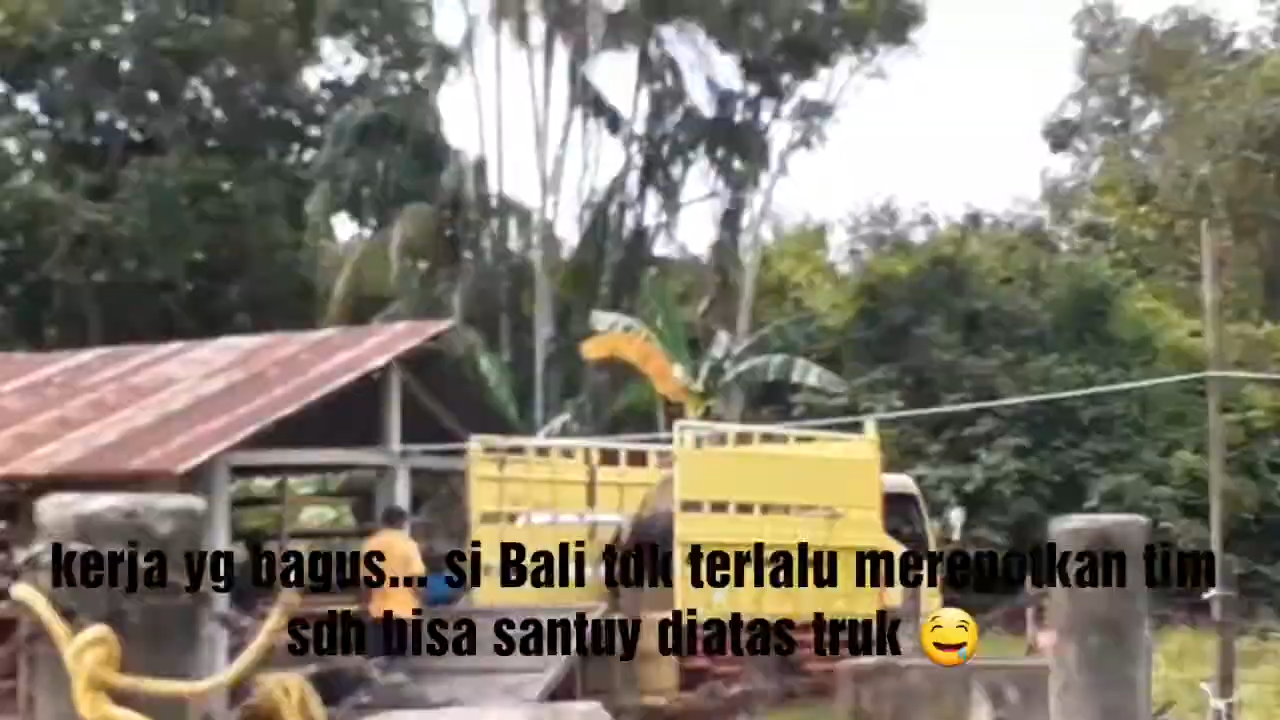 kerja yg bagus... si Bali tdk terlalu merepotkan tim
sdh bisa santuy diatas truk 🤤